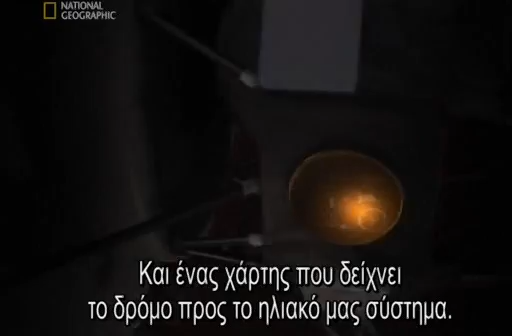 NATIONAL
GEOGRAPHIC
Και ένας χάρτης που δείχνει
το δρόμο προς το ηλιακό μας σύστημα.